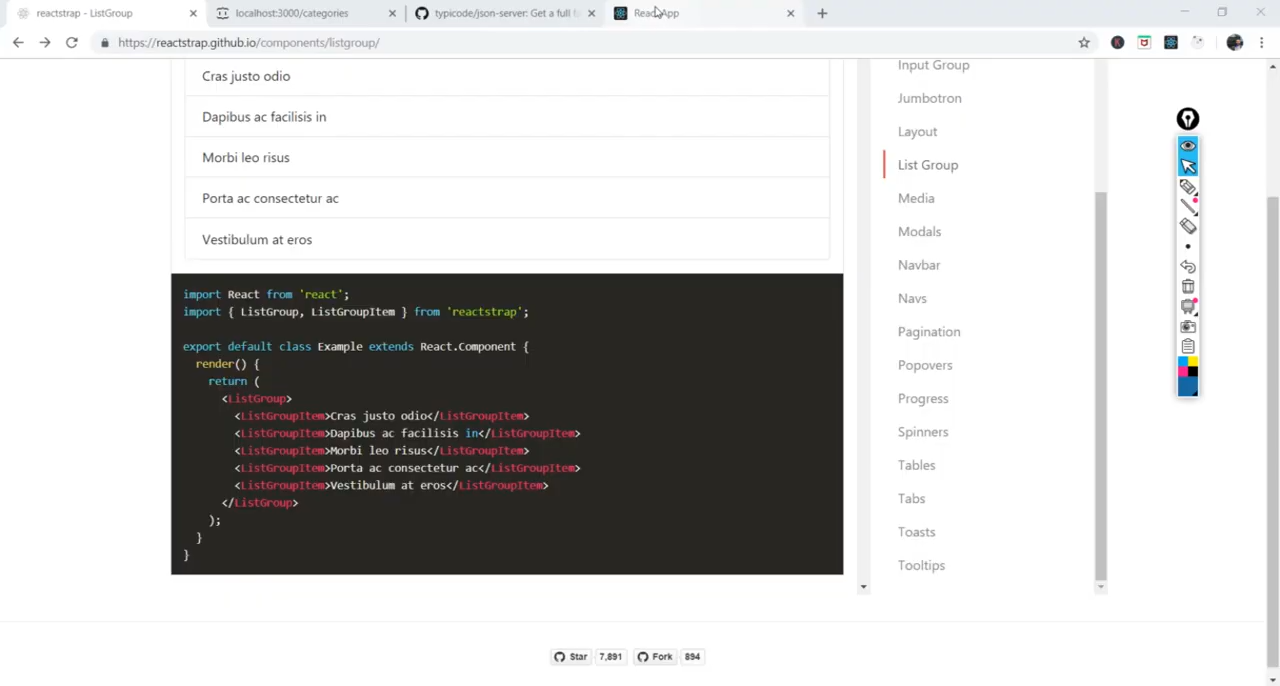 reactstrap - ListGroup
localhost:3000/categories
typicode/json-server: Get a full f
React App
https://reactstrap.github.io/components/listgroup/
Cras justo odio
Dapibus ac facilisis in
Morbi leo risus
Porta ac consectetur ac
Vestibulum at eros
import React from 'react';
import { ListGroup, ListGroupItem } from 'reactstrap';
export default class Example extends React.Component {
render() {
return (
<ListGroup>
<ListGroupItem>Cras justo odio</ListGroupItem>
<ListGroupItem>Dapibus ac facilisis in</ListGroupItem>
<ListGroupItem>Morbi leo risus</ListGroupItem>
<ListGroupItem>Porta ac consectetur ac</ListGroupItem>
<ListGroupItem>Vestibulum at eros</ListGroupItem>
</ListGroup>
);
}
}
Input Group
Jumbotron
Layout
List Group
Media
Modals
Navbar
Navs
Pagination
Popovers
Progress
Spinners
Tables
Tabs
Toasts
Tooltips
Star 7,891 Fork 894